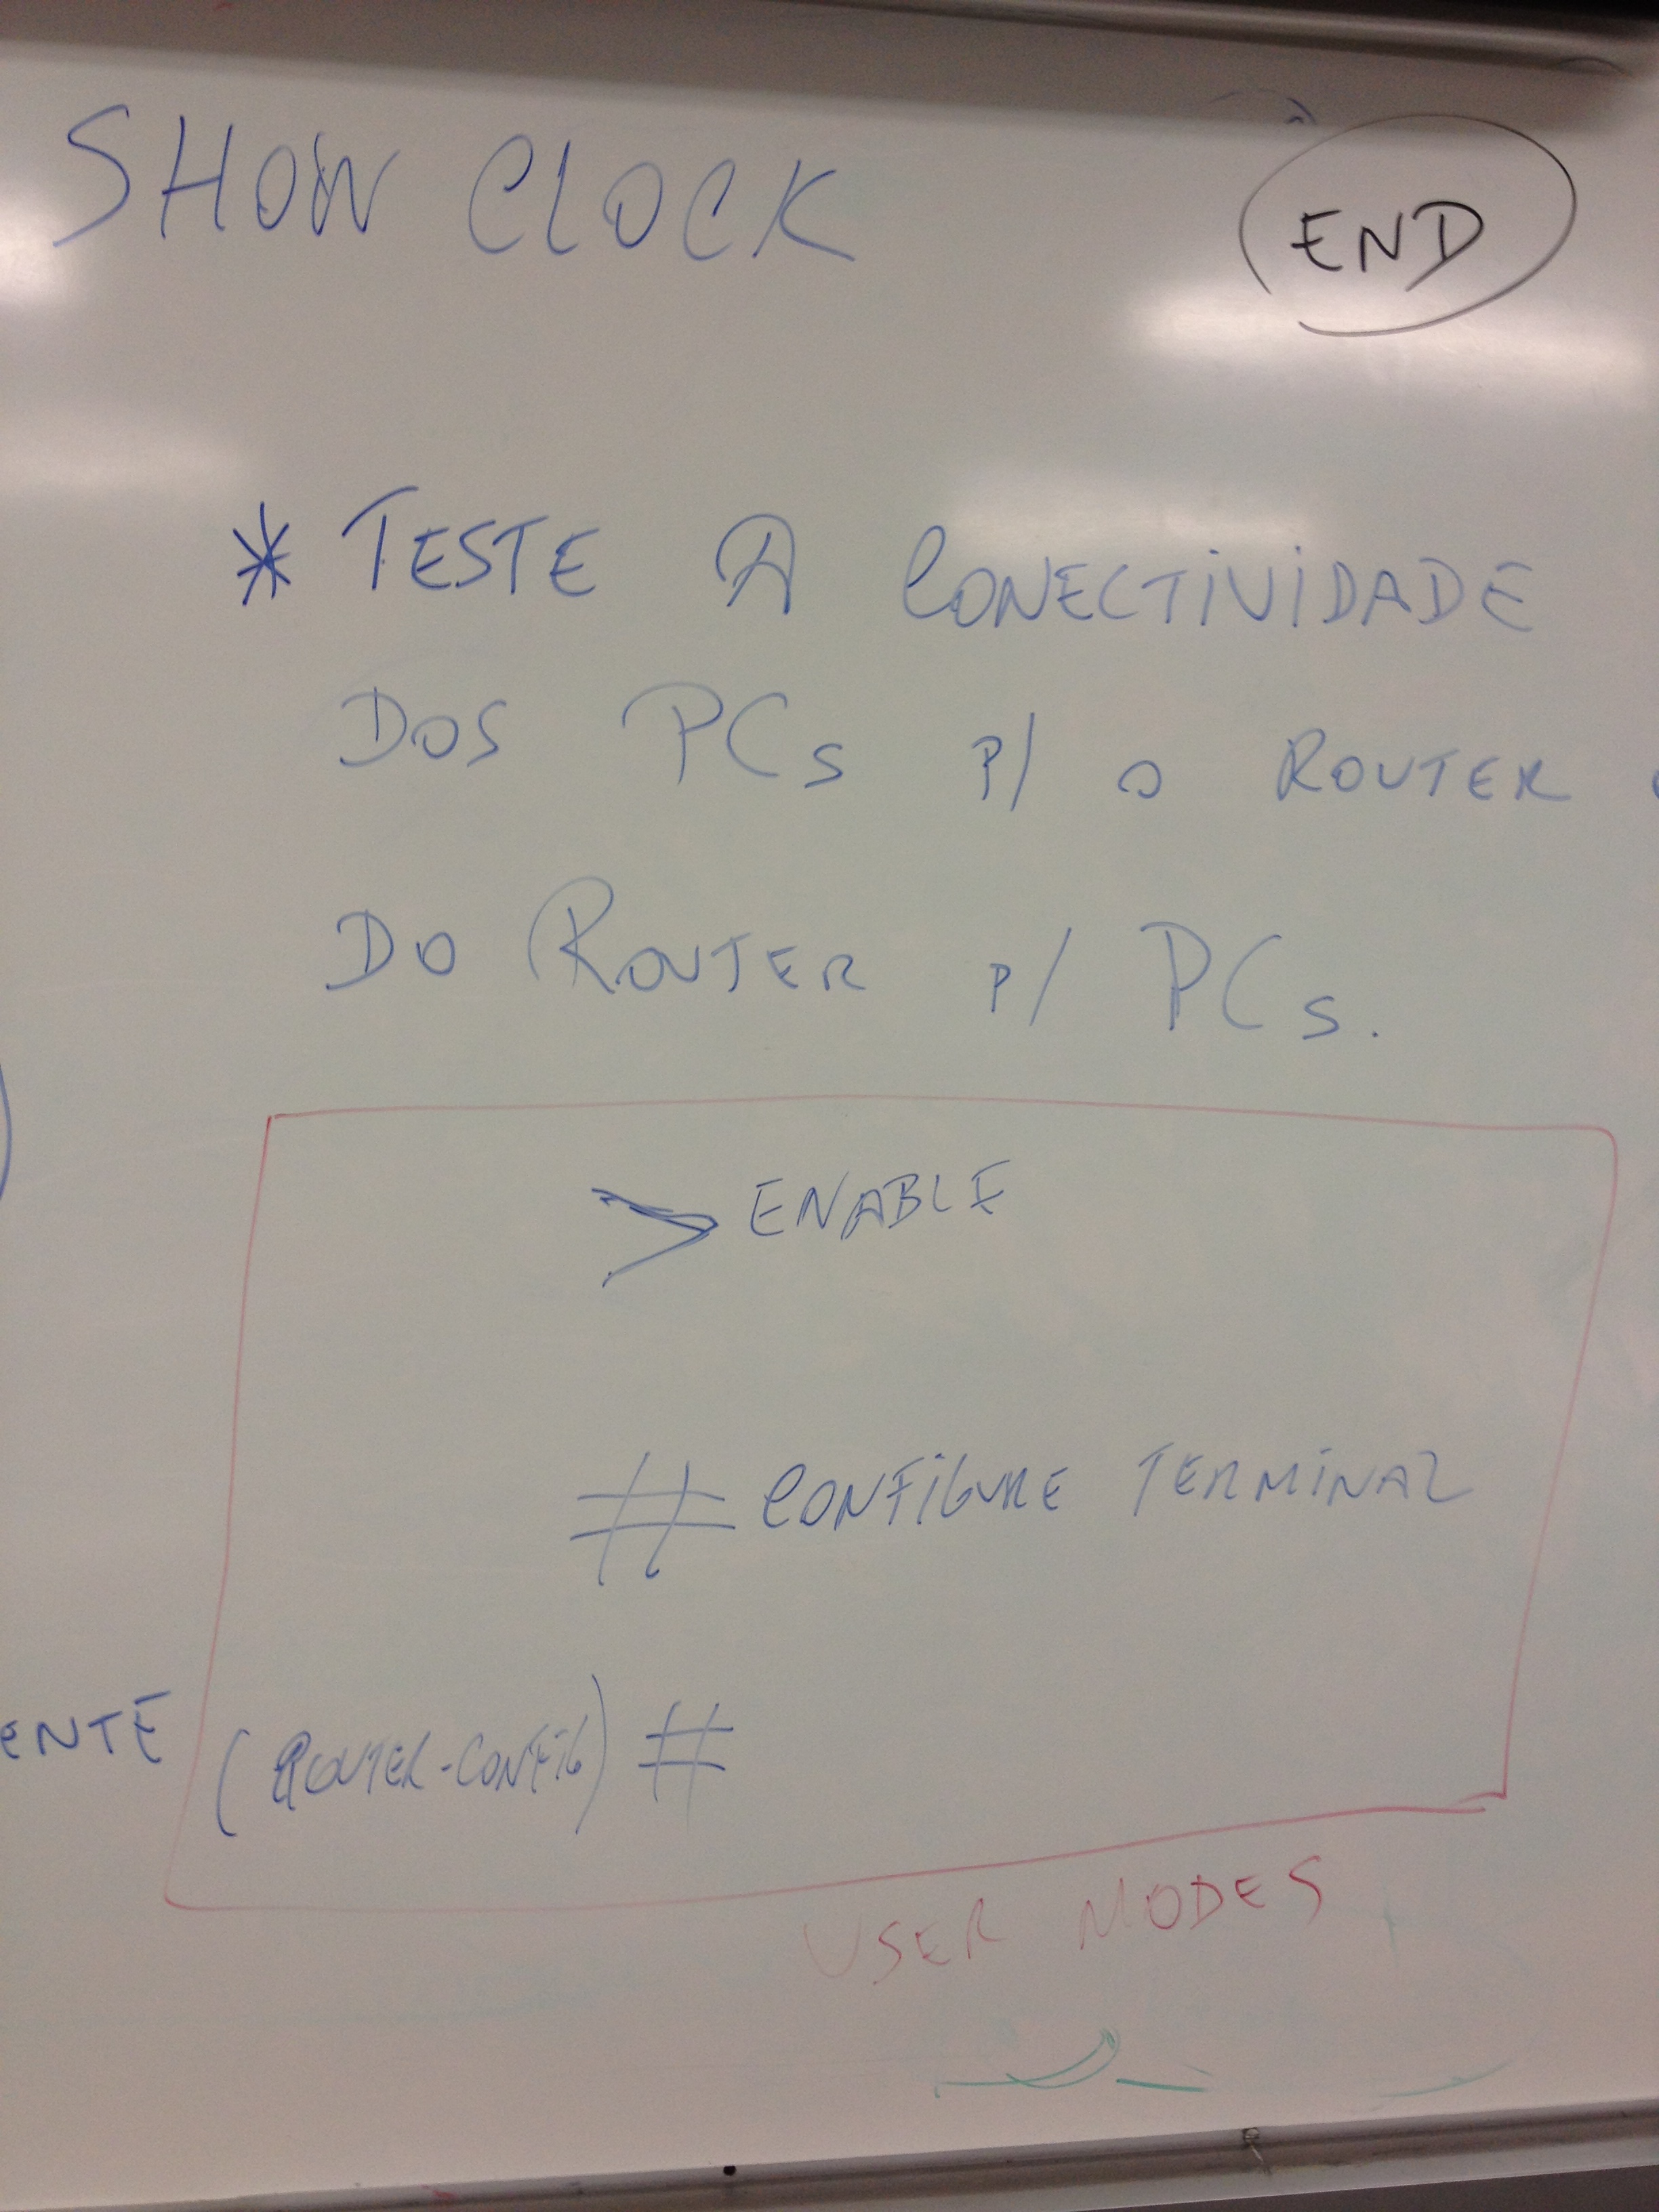 SHOW CLOCK
END
* TESTE A CONECTIVIDADE
DOS PCs P/ O ROUTER
DO ROUTER P/ PCs.
> ENABLE
# CONFIGURE TERMINAL
ENTE (ROUTER-CONFIG) #
USER MODES